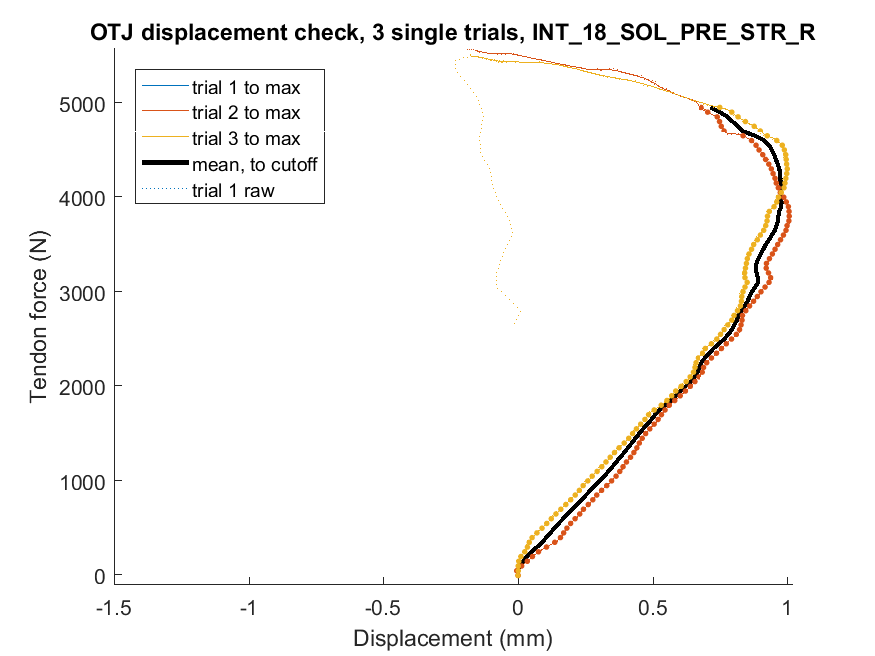 OTJ displacement check, 3 single trials, INT_18_SOL_PRE_STR_R
trial 1 to max
trial 2 to max
trial 3 to max
mean, to cutoff
trial 1 raw
Tendon force (N)
5000
4000
3000
2000
1000
0
-1.5
-1
-0.5
0
0.5
1
Displacement (mm)